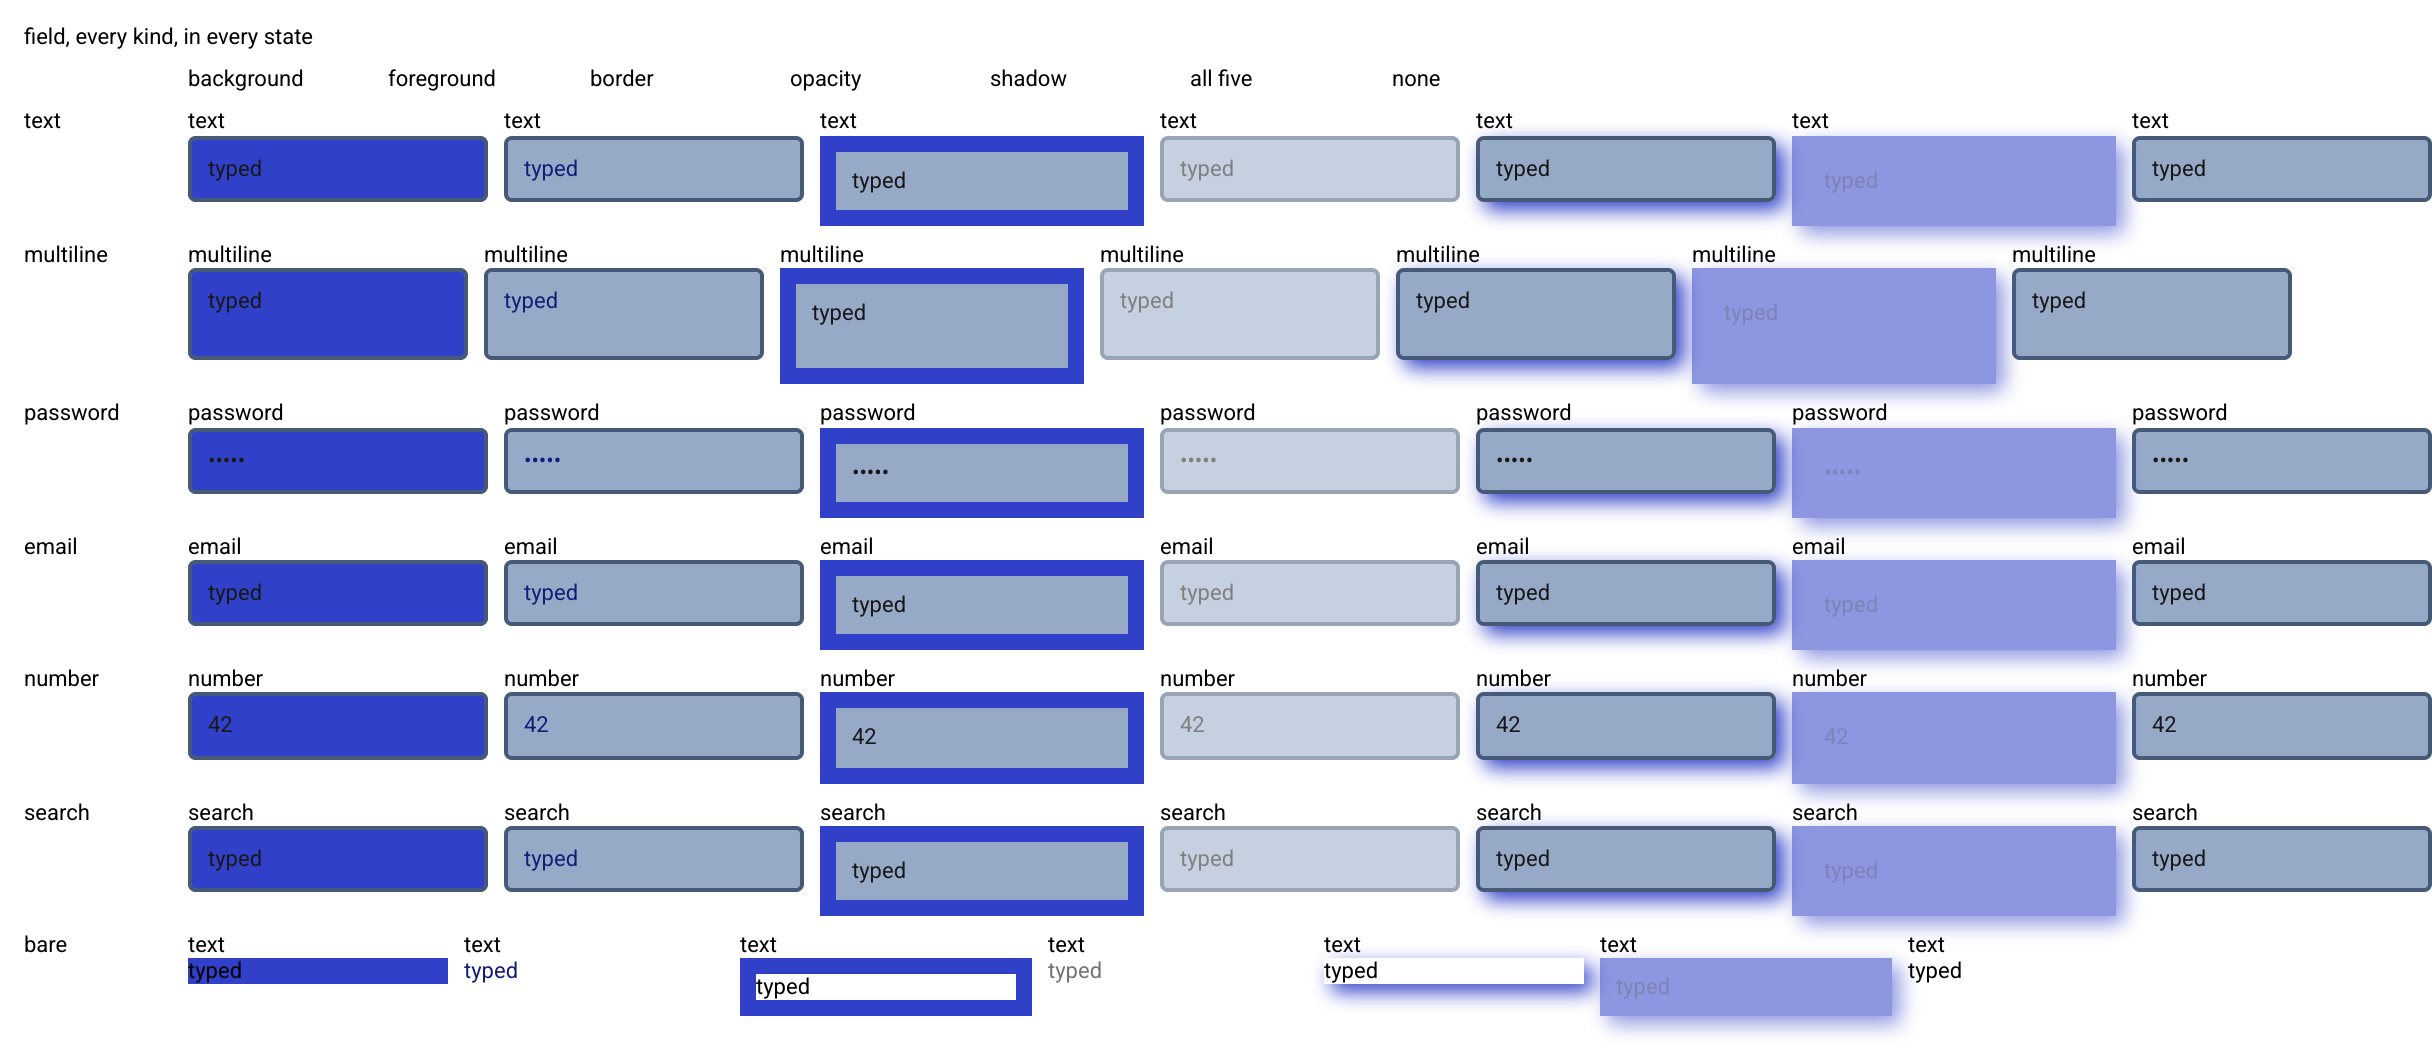 field, every kind, in every state
background foreground border opacity shadow all five none
text text text text text text text text
typed typed typed typed typed typed typed
multiline multiline multiline multiline multiline multiline multiline multiline
typed typed typed typed typed typed typed
password password password password password password password password
••••• ••••• ••••• ••••• ••••• ••••• •••••
email email email email email email email email
typed typed typed typed typed typed typed
number number number number number number number number
42 42 42 42 42 42 42
search search search search search search search search
typed typed typed typed typed typed typed
bare text text text text text text text
typed typed typed typed typed typed typed